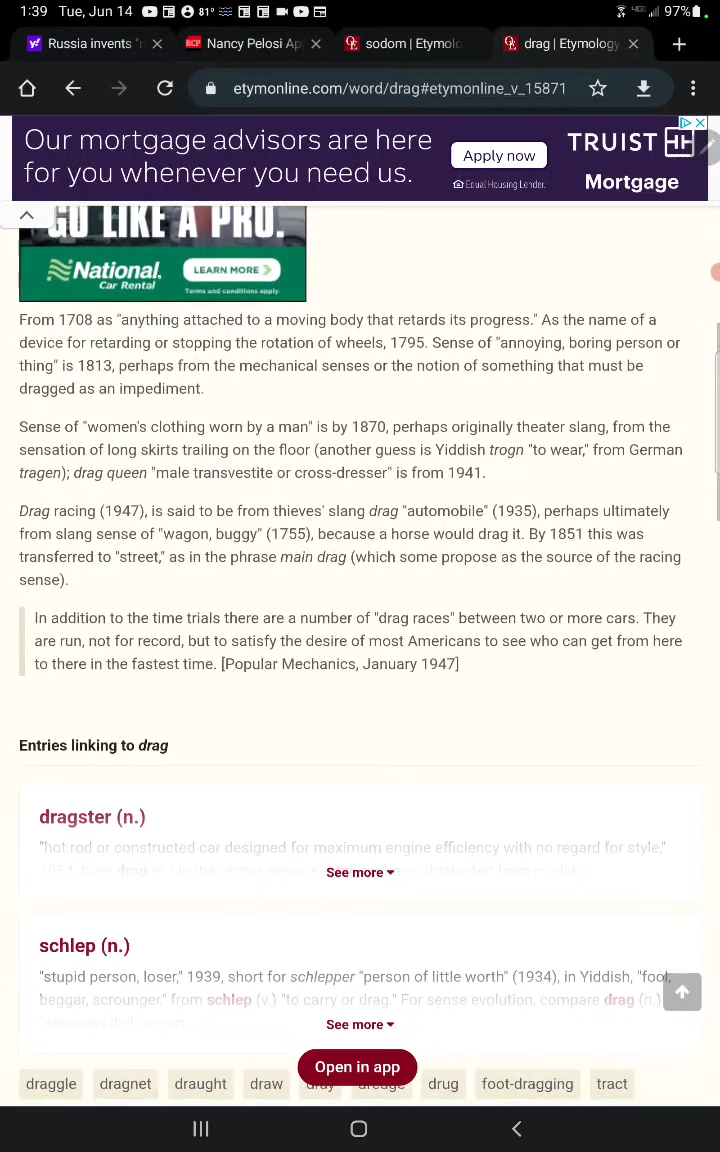 1:39 Tue, Jun 14 81° 97%
Russia invents "r × Nancy Pelosi Ap × sodom | Etymolo drag | Etymology × +
etymonline.com/word/drag#etymonline_v_15871
Our mortgage advisors are here
for you whenever you need us.
Apply now
Equal Housing Lender.
TRUIST
Mortgage
GO LIKE A PRO.
National.
Car Rental
LEARN MORE >
Terms and conditions apply.
From 1708 as "anything attached to a moving body that retards its progress." As the name of a
device for retarding or stopping the rotation of wheels, 1795. Sense of "annoying, boring person or
thing" is 1813, perhaps from the mechanical senses or the notion of something that must be
dragged as an impediment.
Sense of "women's clothing worn by a man" is by 1870, perhaps originally theater slang, from the
sensation of long skirts trailing on the floor (another guess is Yiddish trogn "to wear," from German
tragen); drag queen "male transvestite or cross-dresser" is from 1941.
Drag racing (1947), is said to be from thieves' slang drag "automobile" (1935), perhaps ultimately
from slang sense of "wagon, buggy" (1755), because a horse would drag it. By 1851 this was
transferred to "street," as in the phrase main drag (which some propose as the source of the racing
sense).
In addition to the time trials there are a number of "drag races" between two or more cars. They
are run, not for record, but to satisfy the desire of most Americans to see who can get from here
to there in the fastest time. [Popular Mechanics, January 1947]
Entries linking to drag
dragster (n.)
"hot rod or constructed car designed for maximum engine efficiency with no regard for style,"
1954, from drag (n.) in the racing
See more
schlep (n.)
"stupid person, loser," 1939, short for schlepper "person of little worth" (1934), in Yiddish, "fool,
beggar, scrounger," from schlep (v.) "to carry or drag." For sense evolution, compare drag (n.)
"annoying dull person
See more
Open in app
draggle dragnet draught draw dray dredge drug foot-dragging tract